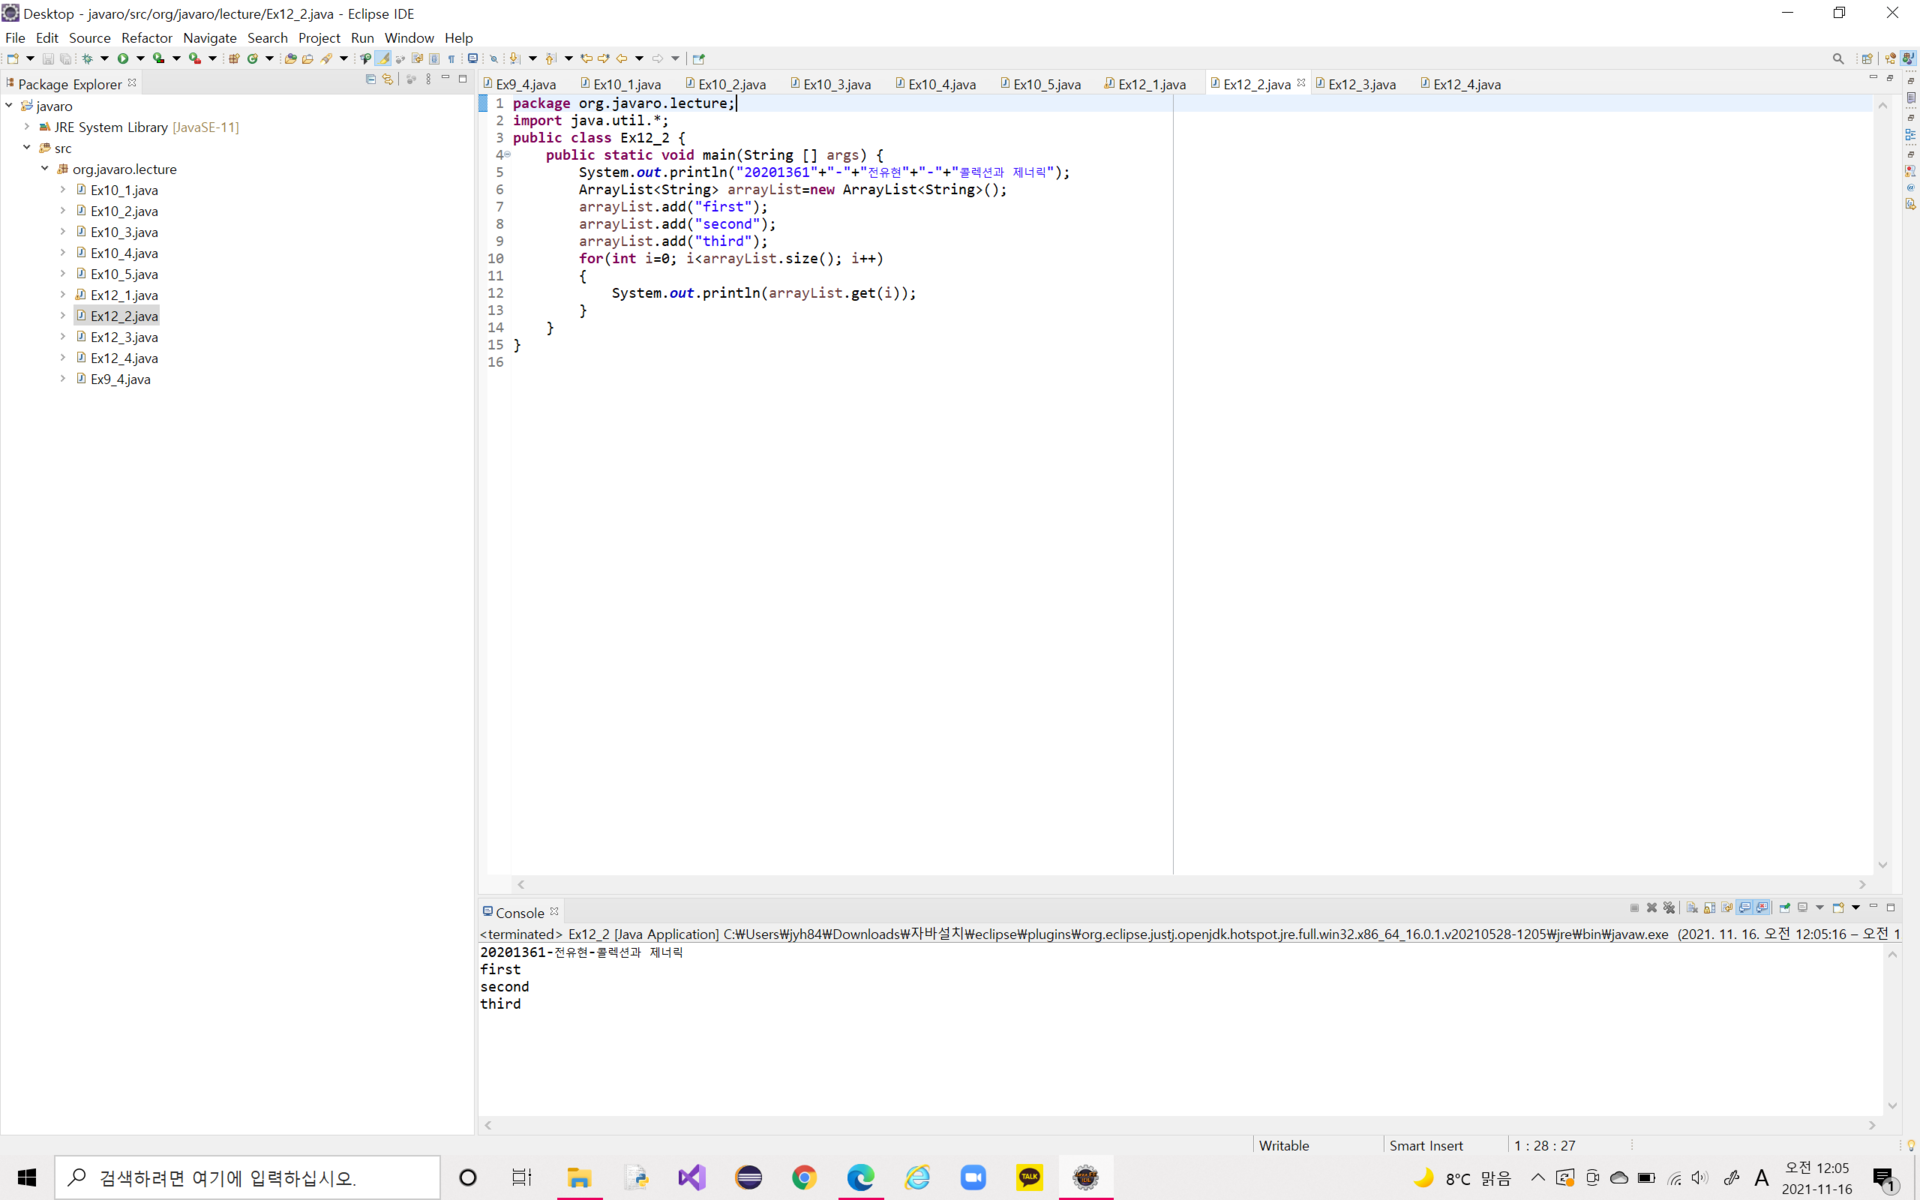 Desktop - javaro/src/org/javaro/lecture/Ex12_2.java - Eclipse IDE
File Edit Source Refactor Navigate Search Project Run Window Help
Package Explorer
javaro
JRE System Library [JavaSE-11]
src
org.javaro.lecture
Ex10_1.java
Ex10_2.java
Ex10_3.java
Ex10_4.java
Ex10_5.java
Ex12_1.java
Ex12_2.java
Ex12_3.java
Ex12_4.java
Ex9_4.java
Ex9_4.java Ex10_1.java Ex10_2.java Ex10_3.java Ex10_4.java Ex10_5.java Ex12_1.java Ex12_2.java Ex12_3.java Ex12_4.java
1 package org.javaro.lecture;
2 import java.util.*;
3 public class Ex12_2 {
4 public static void main(String [] args) {
5 System.out.println("20201361"+"-"+"전유현"+"-"+"콜렉션과 제너릭");
6 ArrayList<String> arrayList=new ArrayList<String>();
7 arrayList.add("first");
8 arrayList.add("second");
9 arrayList.add("third");
10 for(int i=0; i<arrayList.size(); i++)
11 {
12 System.out.println(arrayList.get(i));
13 }
14 }
15 }
16
Console
<terminated> Ex12_2 [Java Application] C:₩Users₩jyh84₩Downloads₩자바설치₩eclipse₩plugins₩org.eclipse.justj.openjdk.hotspot.jre.full.win32.x86_64_16.0.1.v20210528-1205₩jre₩bin₩javaw.exe (2021. 11. 16. 오전 12:05:16 – 오전 1
20201361-전유현-콜렉션과 제너릭
first
second
third
Writable Smart Insert 1 : 28 : 27
검색하려면 여기에 입력하십시오.
TALK
8°C 맑음
A
오전 12:05
2021-11-16
1